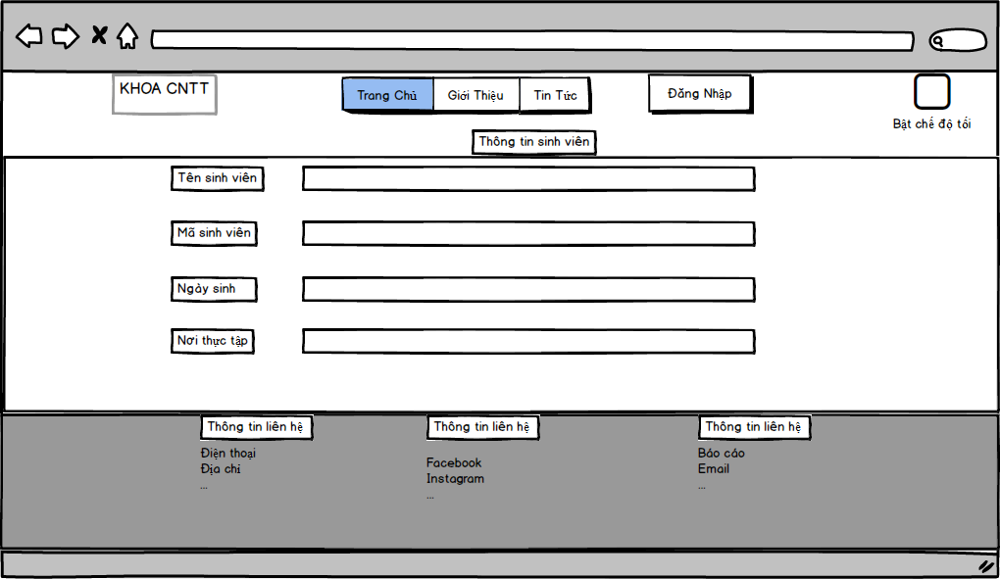 KHOA CNTT
Trang Chủ
Giới Thiệu
Tin Tức
Đăng Nhập
Bật chế độ tối
Thông tin sinh viên
Tên sinh viên
Mã sinh viên
Ngày sinh
Nơi thực tập
Thông tin liên hệ
Điện thoại
Địa chỉ
...
Thông tin liên hệ
Facebook
Instagram
...
Thông tin liên hệ
Báo cáo
Email
...